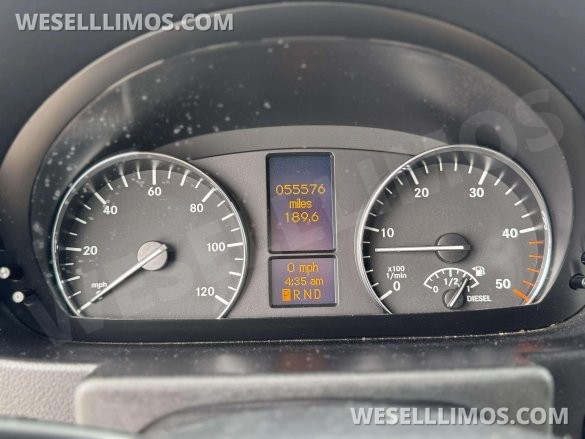 WESELLLIMOS.COM
055576
miles
189,6
0 mph
4:35 am
P R N D
mph
20
40
60
80
100
120
x100
1/min
0
10
20
30
40
50
0
1/2
DIESEL
WESELLLIMOS.COM